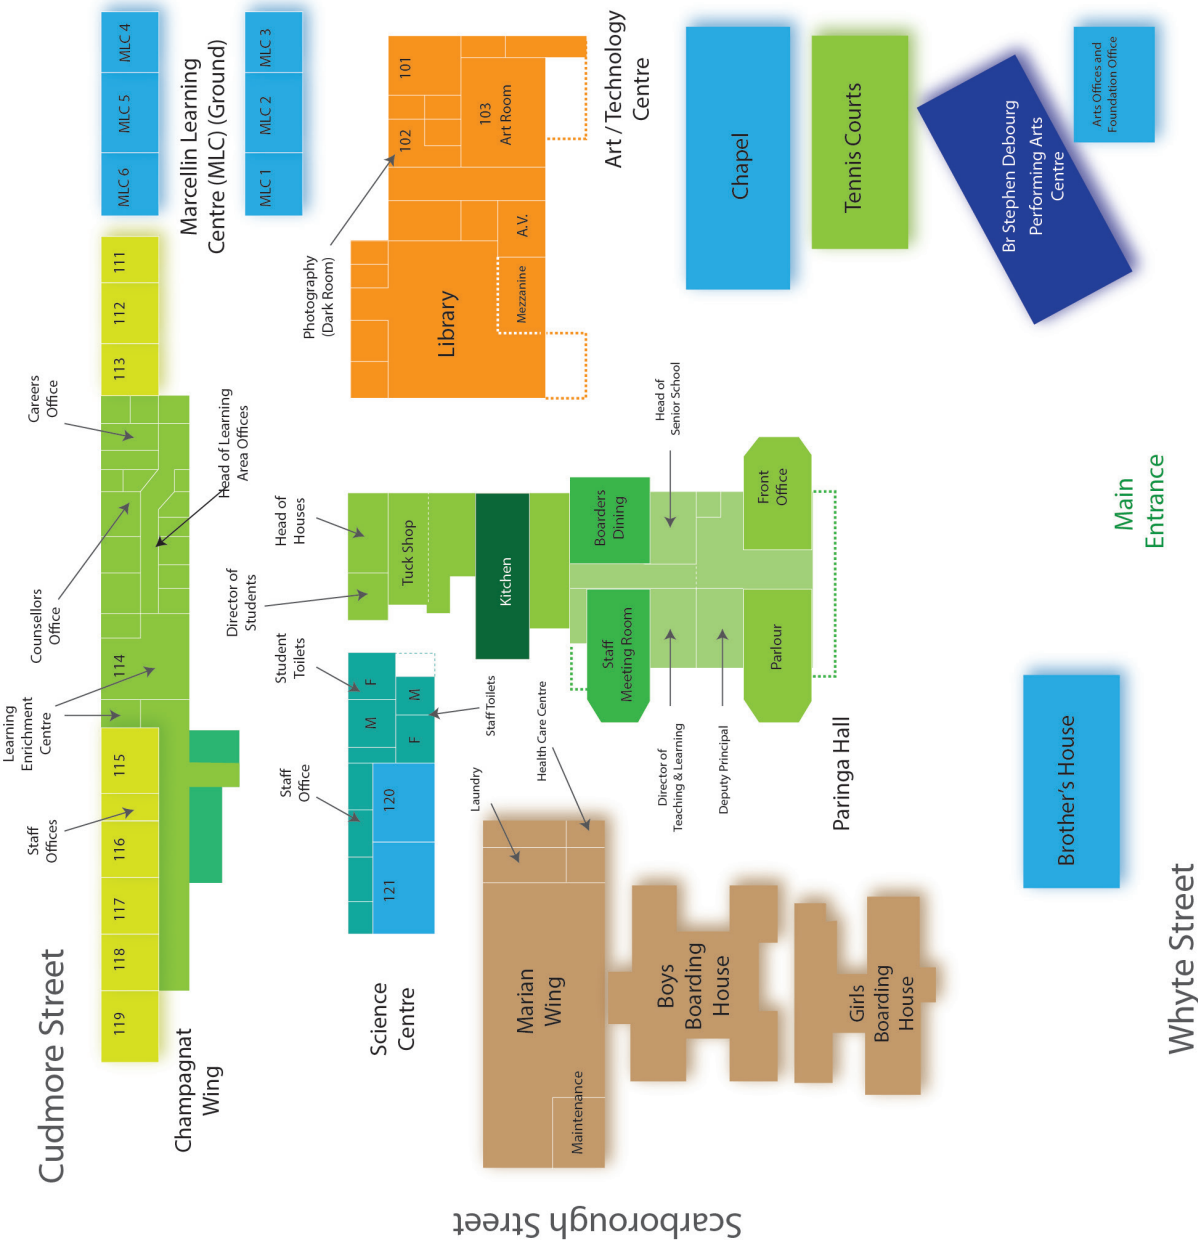 Cudmore Street
Champagnat
Wing
119
118
117
116
115
114
113
112
111
Staff
Offices
Learning
Enrichment
Centre
Counsellors
Office
Careers
Office
Head of Learning
Area Offices
MLC 6
MLC 5
MLC 4
Marcellin Learning
Centre (MLC) (Ground)
MLC 1
MLC 2
MLC 3
Science
Centre
121
120
Staff
Office
Student
Toilets
M
F
F
M
Staff Toilets
Director of
Students
Head of
Houses
Tuck Shop
Kitchen
Photography
(Dark Room)
101
102
103
Art Room
Library
Mezzanine
A.V.
Art / Technology
Centre
Laundry
Health Care Centre
Marian
Wing
Maintenance
Boys
Boarding
House
Girls
Boarding
House
Boarders
Dining
Staff
Meeting Room
Head of
Senior School
Director of
Teaching & Learning
Deputy Principal
Parlour
Front
Office
Paringa Hall
Chapel
Tennis Courts
Br Stephen Debourg
Performing Arts
Centre
Arts Offices and
Foundation Office
Brother's House
Main
Entrance
Whyte Street
Scarborough Street